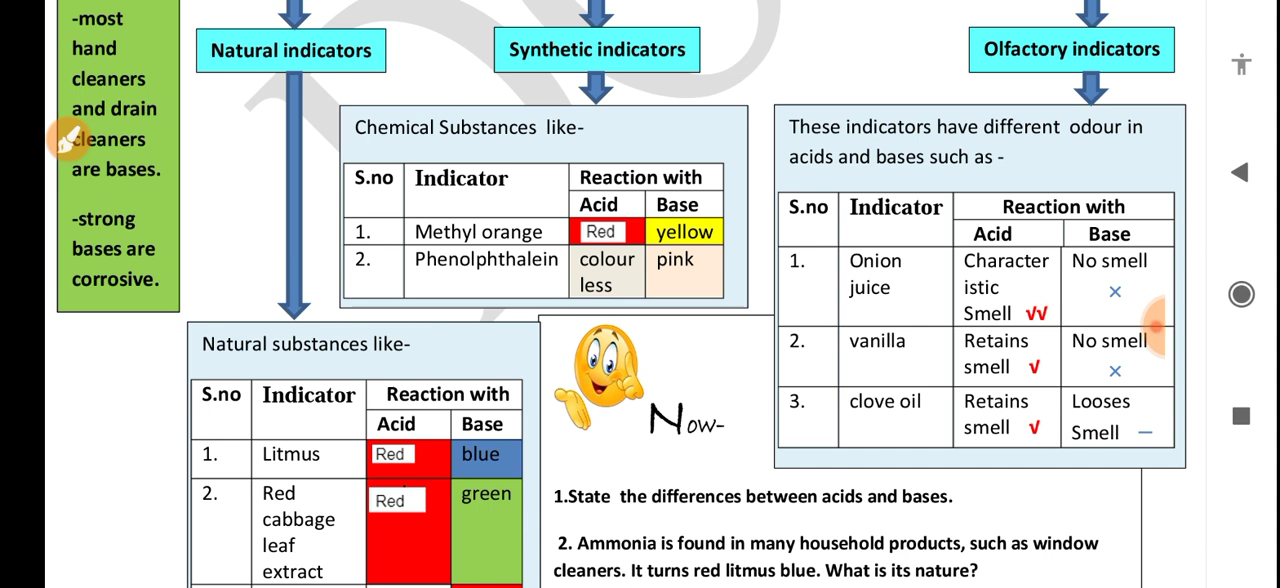 -most
hand
cleaners
and drain
cleaners
are bases.
-strong
bases are
corrosive.
Natural indicators
Synthetic indicators
Olfactory indicators
Chemical Substances like-
S.no Indicator Reaction with
Acid Base
1. Methyl orange Red yellow
2. Phenolphthalein colour pink
less
These indicators have different odour in
acids and bases such as -
S.no Indicator Reaction with
Acid Base
1. Onion Character No smell
juice istic ×
Smell √√
2. vanilla Retains No smell
smell √ ×
3. clove oil Retains Looses
smell √ Smell –
Natural substances like-
S.no Indicator Reaction with
Acid Base
1. Litmus Red blue
2. Red Red green
cabbage
leaf
extract
Now-
1.State the differences between acids and bases.
2. Ammonia is found in many household products, such as window
cleaners. It turns red litmus blue. What is its nature?